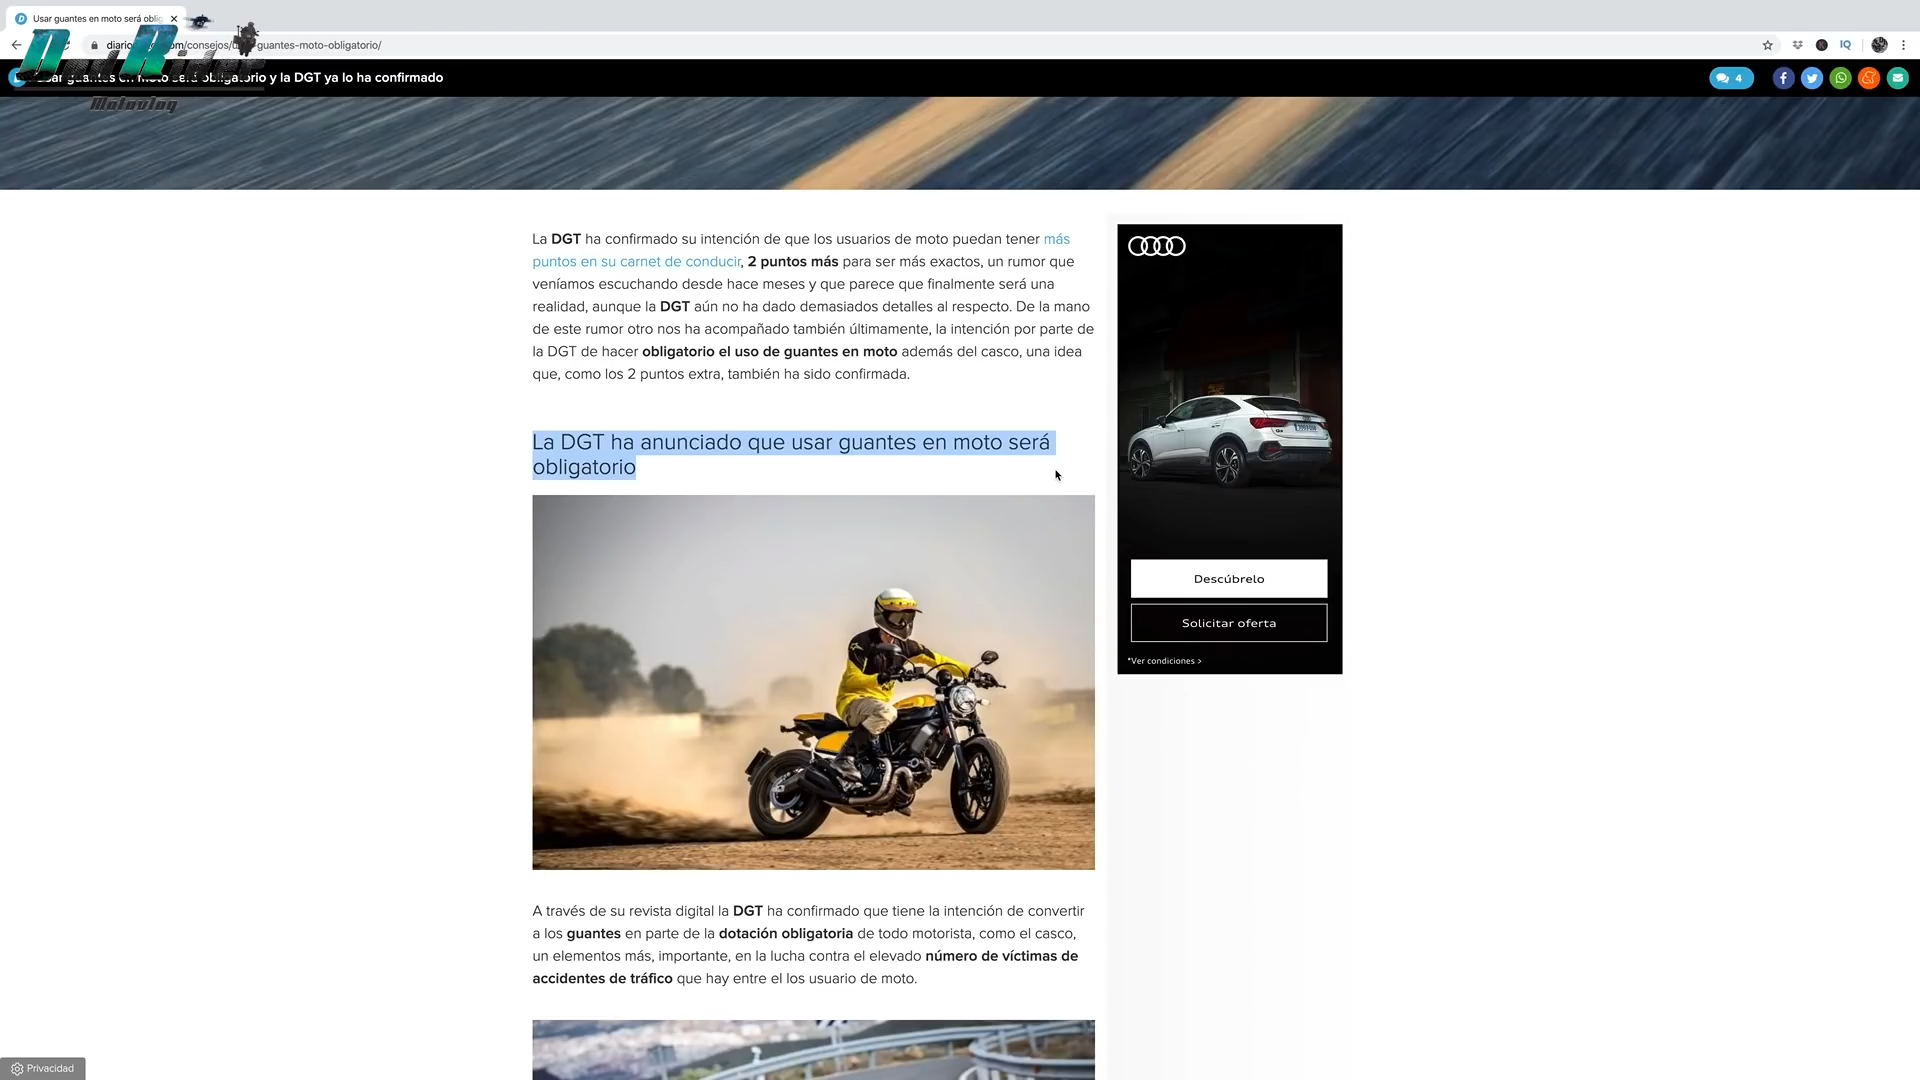 Usar guantes en moto será oblig
/consejos/
guantes-moto-obligatorio/
guantes en moto será obligatorio y la DGT ya lo ha confirmado
4
Motovlog
La DGT ha confirmado su intención de que los usuarios de moto puedan tener más
puntos en su carnet de conducir, 2 puntos más para ser más exactos, un rumor que
veníamos escuchando desde hace meses y que parece que finalmente será una
realidad, aunque la DGT aún no ha dado demasiados detalles al respecto. De la mano
de este rumor otro nos ha acompañado también últimamente, la intención por parte de
la DGT de hacer obligatorio el uso de guantes en moto además del casco, una idea
que, como los 2 puntos extra, también ha sido confirmada.
La DGT ha anunciado que usar guantes en moto será
obligatorio
A través de su revista digital la DGT ha confirmado que tiene la intención de convertir
a los guantes en parte de la dotación obligatoria de todo motorista, como el casco,
un elementos más, importante, en la lucha contra el elevado número de víctimas de
accidentes de tráfico que hay entre el los usuario de moto.
Descúbrelo
Solicitar oferta
*Ver condiciones >
Privacidad